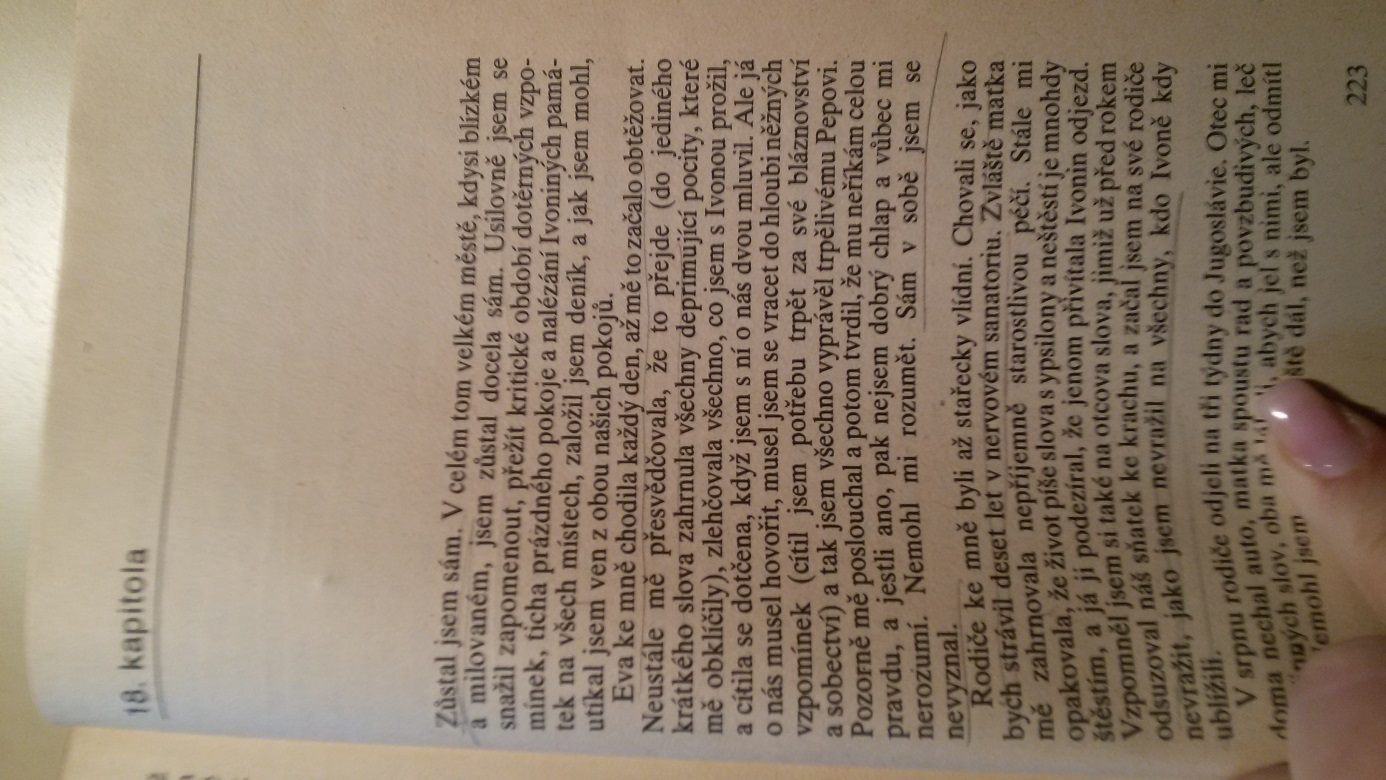 18. kapitola
Zůstal jsem sám. V celém tom velkém městě, kdysi blízkém
a milovaném, jsem zůstal docela sám. Usilovně jsem se
snažil zapomenout, přežít kritické období dotěrných vzpo-
mínek, ticha prázdného pokoje a nalézání Ivoniných pamá-
tek na všech místech, založil jsem deník, a jak jsem mohl,
utíkal jsem ven z obou našich pokojů.
Eva ke mně chodila každý den, až mě to začalo obtěžovat.
Neustále mě přesvědčovala, že to přejde (do jediného
krátkého slova zahrnula všechny deprimující pocity, které
mě obklíčily), zlehčovala všechno, co jsem s Ivonou prožil,
a cítila se dotčena, když jsem s ní o nás dvou mluvil. Ale já
o nás musel hovořit, musel jsem se vracet do hloubi něžných
vzpomínek (cítil jsem potřebu trpět za své bláznovství
a sobectví) a tak jsem všechno vyprávěl trpělivému Pepovi.
Pozorně mě poslouchal a potom tvrdil, že mu neříkám celou
pravdu, a jestli ano, pak nejsem dobrý chlap a vůbec mi
nerozumí. Nemohl mi rozumět. Sám v sobě jsem se
nevyznal.
Rodiče ke mně byli až stařecky vlídní. Chovali se, jako
bych strávil deset let v nervovém sanatoriu. Zvláště matka
mě zahrnovala nepříjemně starostlivou péčí. Stále mi
opakovala, že život píše slova s ypsilony a neštěstí je mnohdy
štěstím, a já ji podezíral, že jenom přivítala Ivonin odjezd.
Vzpomněl jsem si také na otcova slova, jimiž už před rokem
odsuzoval náš sňatek ke krachu, a začal jsem na své rodiče
nevražit, jako jsem nevražil na všechny, kdo Ivoně kdy
ublížili.
V srpnu rodiče odjeli na tři týdny do Jugoslávie. Otec mi
doma nechal auto, matka spoustu rad a povzbudivých, leč
slov, oba mě abych jel s nimi, ale odmítl
jsem dál, než jsem byl.
223